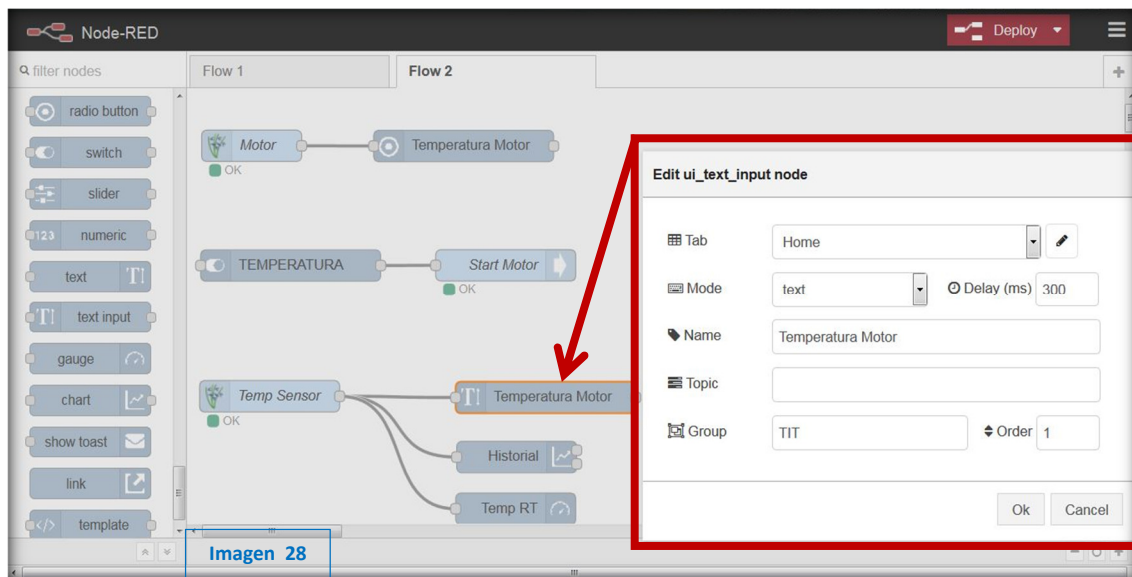 Node-RED
Deploy
filter nodes
Flow 1
Flow 2
radio button
switch
slider
123 numeric
text
text input
gauge
chart
show toast
link
</> template
Motor
OK
Temperatura Motor
TEMPERATURA
Start Motor
OK
Temp Sensor
OK
Temperatura Motor
Historial
Temp RT
Edit ui_text_input node
Tab Home
Mode text Delay (ms) 300
Name Temperatura Motor
Topic
Group TIT Order 1
Ok Cancel
Imagen 28